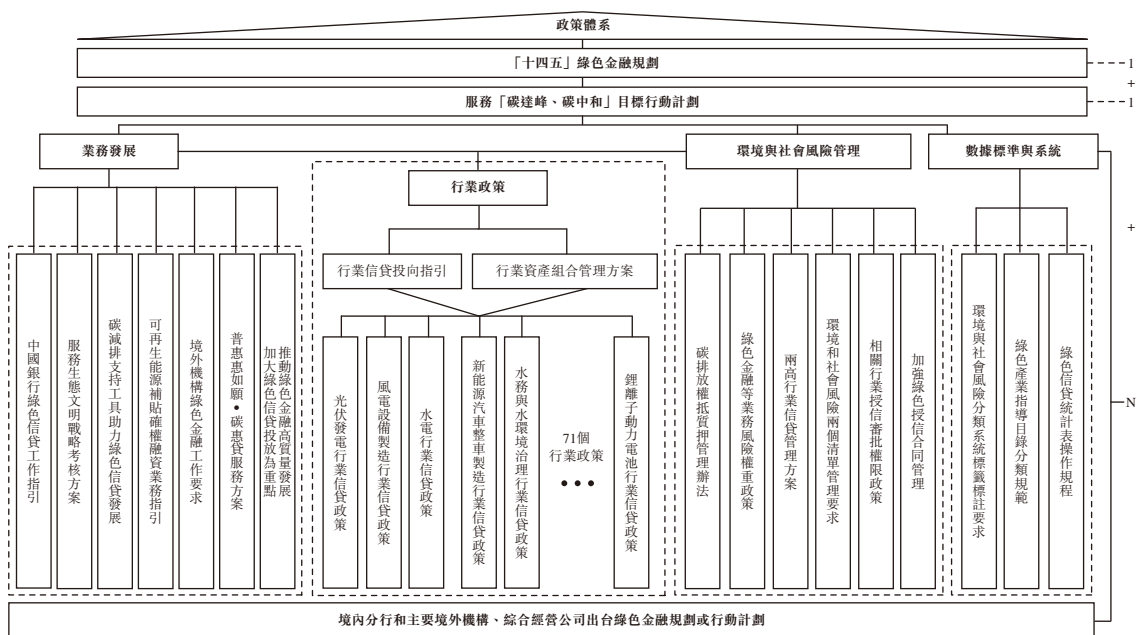 政策體系
「十四五」綠色金融規劃
1
+
服務「碳達峰、碳中和」目標行動計劃
1
業務發展
環境與社會風險管理
數據標準與系統
行業政策
+
行業信貸投向指引
行業資產組合管理方案
中國銀行綠色信貸工作指引
服務生態文明戰略考核方案
碳減排支持工具助力綠色信貸發展
可再生能源補貼確權融資業務指引
境外機構綠色金融工作要求
普惠惠如願•碳惠貸服務方案
推動綠色金融高質量發展
加大綠色信貸投放為重點
光伏發電行業信貸政策
風電設備製造行業信貸政策
水電行業信貸政策
新能源汽車整車製造行業信貸政策
水務與水環境治理行業信貸政策
71個
行業政策
•••
鋰離子動力電池行業信貸政策
碳排放權抵質押管理辦法
綠色金融等業務風險權重政策
兩高行業信貸管理方案
環境和社會風險兩個清單管理要求
相關行業授信審批權限政策
加強綠色授信合同管理
環境與社會風險分類系統標籤標註要求
綠色產業指導目錄分類規範
綠色信貸統計表操作規程
N
境內分行和主要境外機構、綜合經營公司出台綠色金融規劃或行動計劃